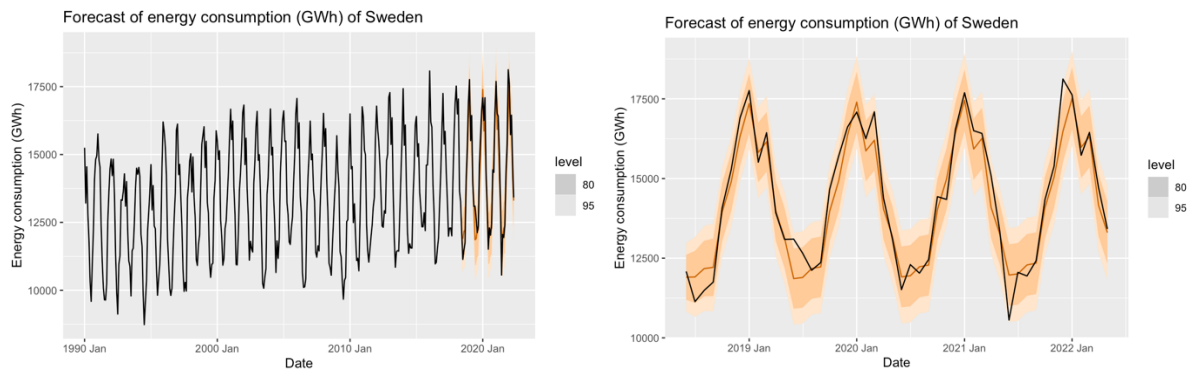 Forecast of energy consumption (GWh) of Sweden
Energy consumption (GWh)
17500
15000
12500
10000
1990 Jan 2000 Jan 2010 Jan 2020 Jan
Date
level
80
95
Forecast of energy consumption (GWh) of Sweden
Energy consumption (GWh)
17500
15000
12500
10000
2019 Jan 2020 Jan 2021 Jan 2022 Jan
Date
level
80
95